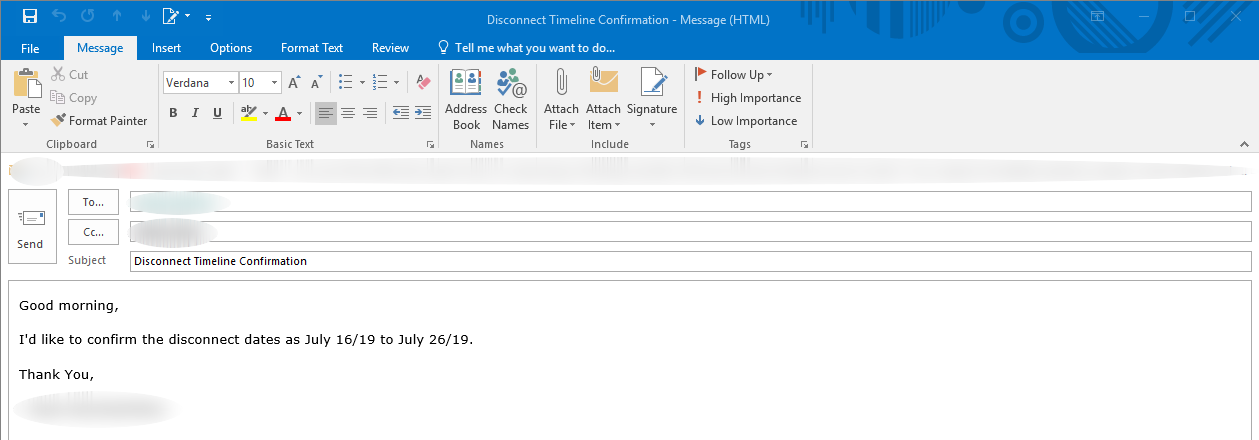 Disconnect Timeline Confirmation - Message (HTML)
File Message Insert Options Format Text Review Tell me what you want to do...
Paste
Cut
Copy
Format Painter
Clipboard
Verdana 10
B I U ab A
Basic Text
Address Book
Check Names
Names
Attach File
Attach Item
Signature
Include
Follow Up
High Importance
Low Importance
Tags
Send
To...
Cc...
Subject Disconnect Timeline Confirmation
Good morning,
I'd like to confirm the disconnect dates as July 16/19 to July 26/19.
Thank You,